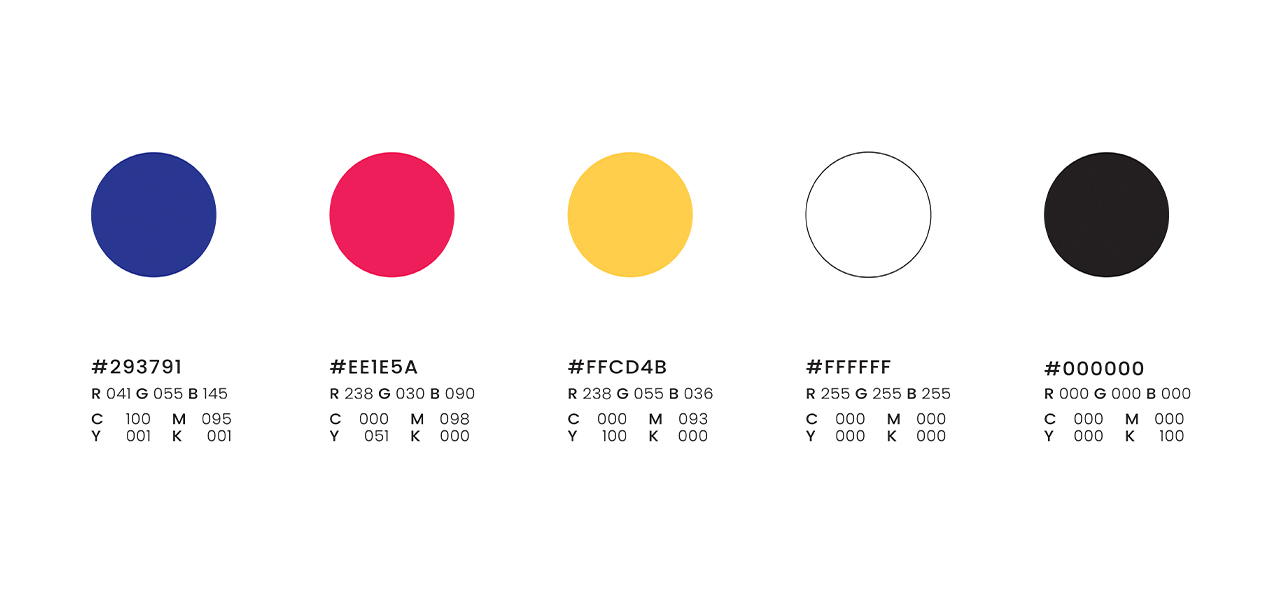 #293791
R 041 G 055 B 145
C 100 M 095
Y 001 K 001
#EE1E5A
R 238 G 030 B 090
C 000 M 098
Y 051 K 000
#FFCD4B
R 238 G 055 B 036
C 000 M 093
Y 100 K 000
#FFFFFF
R 255 G 255 B 255
C 000 M 000
Y 000 K 000
#000000
R 000 G 000 B 000
C 000 M 000
Y 000 K 100